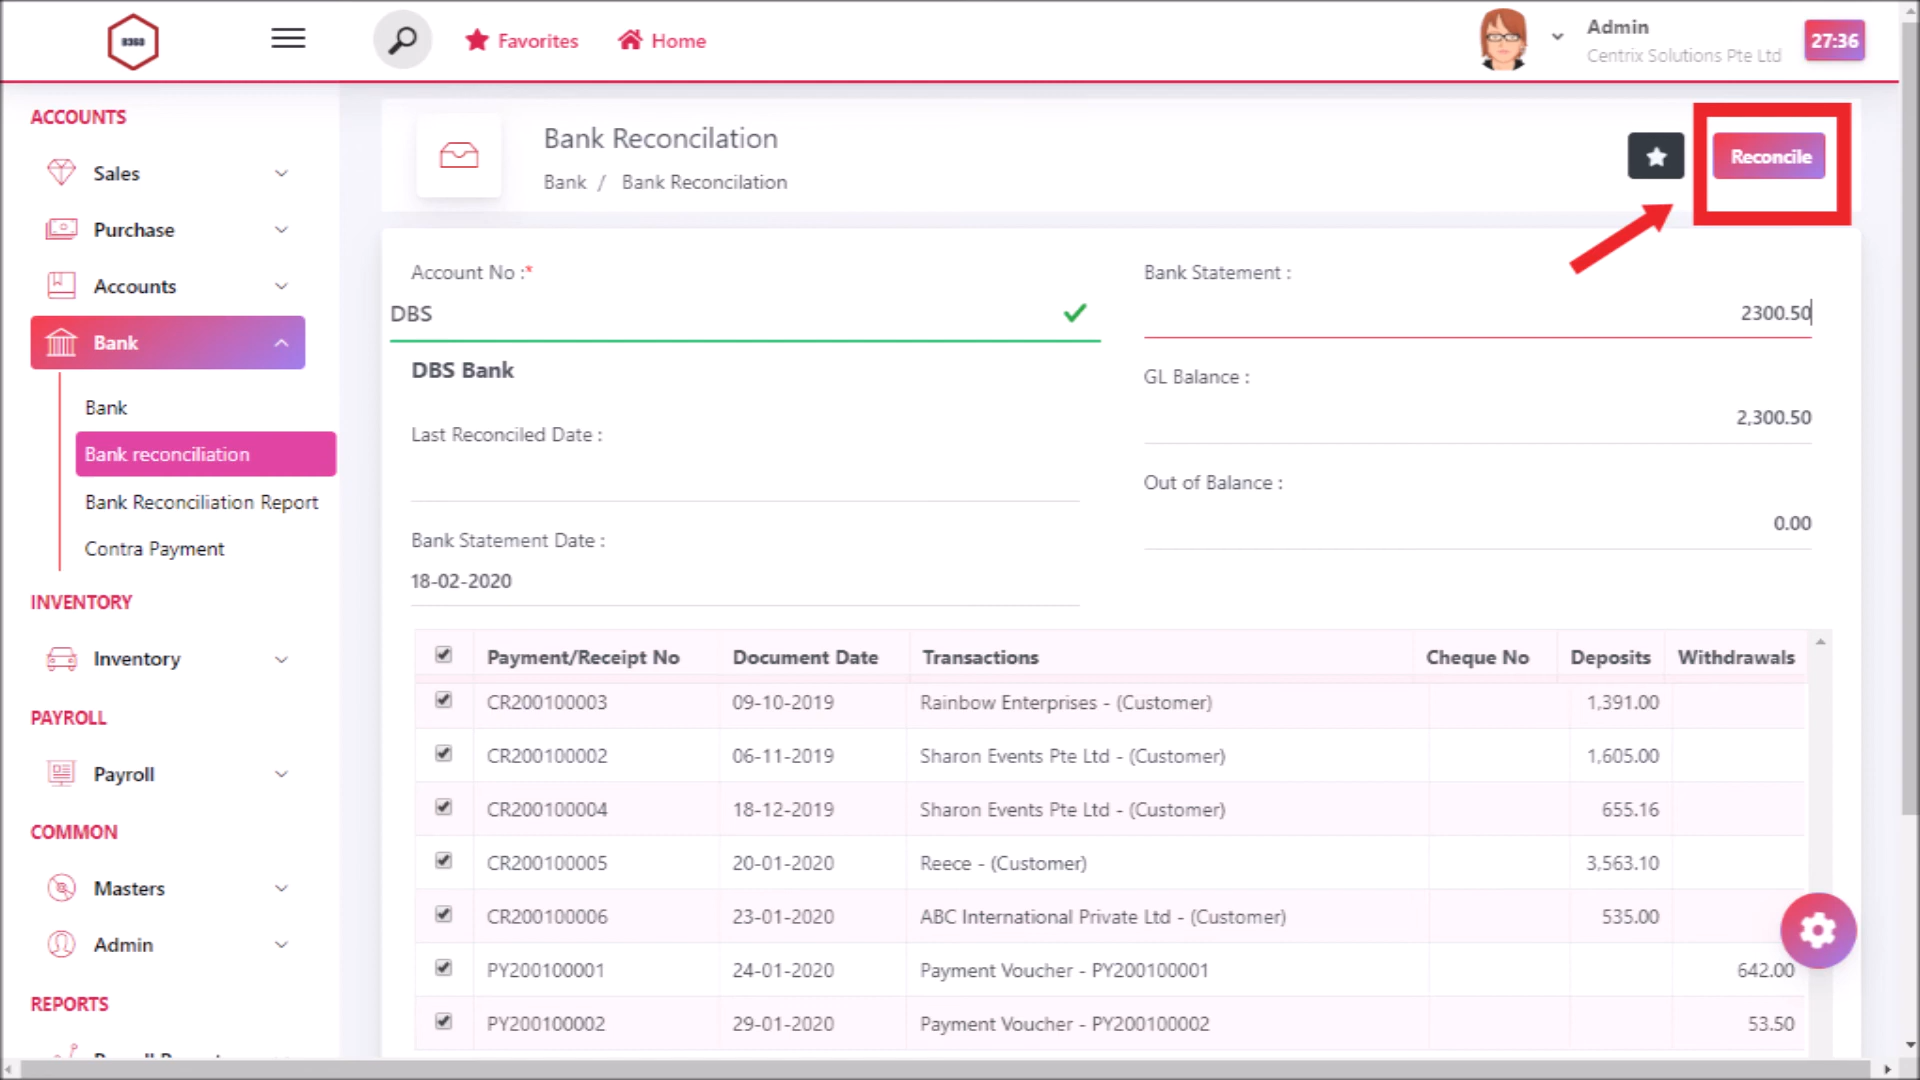 8360
Favorites
Home
Admin
Centrix Solutions Pte Ltd
27:36
ACCOUNTS
Sales
Purchase
Accounts
Bank
Bank
Bank reconciliation
Bank Reconciliation Report
Contra Payment
INVENTORY
Inventory
PAYROLL
Payroll
COMMON
Masters
Admin
REPORTS
Bank Reconcilation
Bank / Bank Reconcilation
Reconcile
Account No :*
DBS
DBS Bank
Last Reconciled Date :
Bank Statement Date :
18-02-2020
Bank Statement :
2300.50
GL Balance :
2,300.50
Out of Balance :
0.00
Payment/Receipt No Document Date Transactions Cheque No Deposits Withdrawals
CR200100003 09-10-2019 Rainbow Enterprises - (Customer) 1,391.00
CR200100002 06-11-2019 Sharon Events Pte Ltd - (Customer) 1,605.00
CR200100004 18-12-2019 Sharon Events Pte Ltd - (Customer) 655.16
CR200100005 20-01-2020 Reece - (Customer) 3,563.10
CR200100006 23-01-2020 ABC International Private Ltd - (Customer) 535.00
PY200100001 24-01-2020 Payment Voucher - PY200100001 642.00
PY200100002 29-01-2020 Payment Voucher - PY200100002 53.50